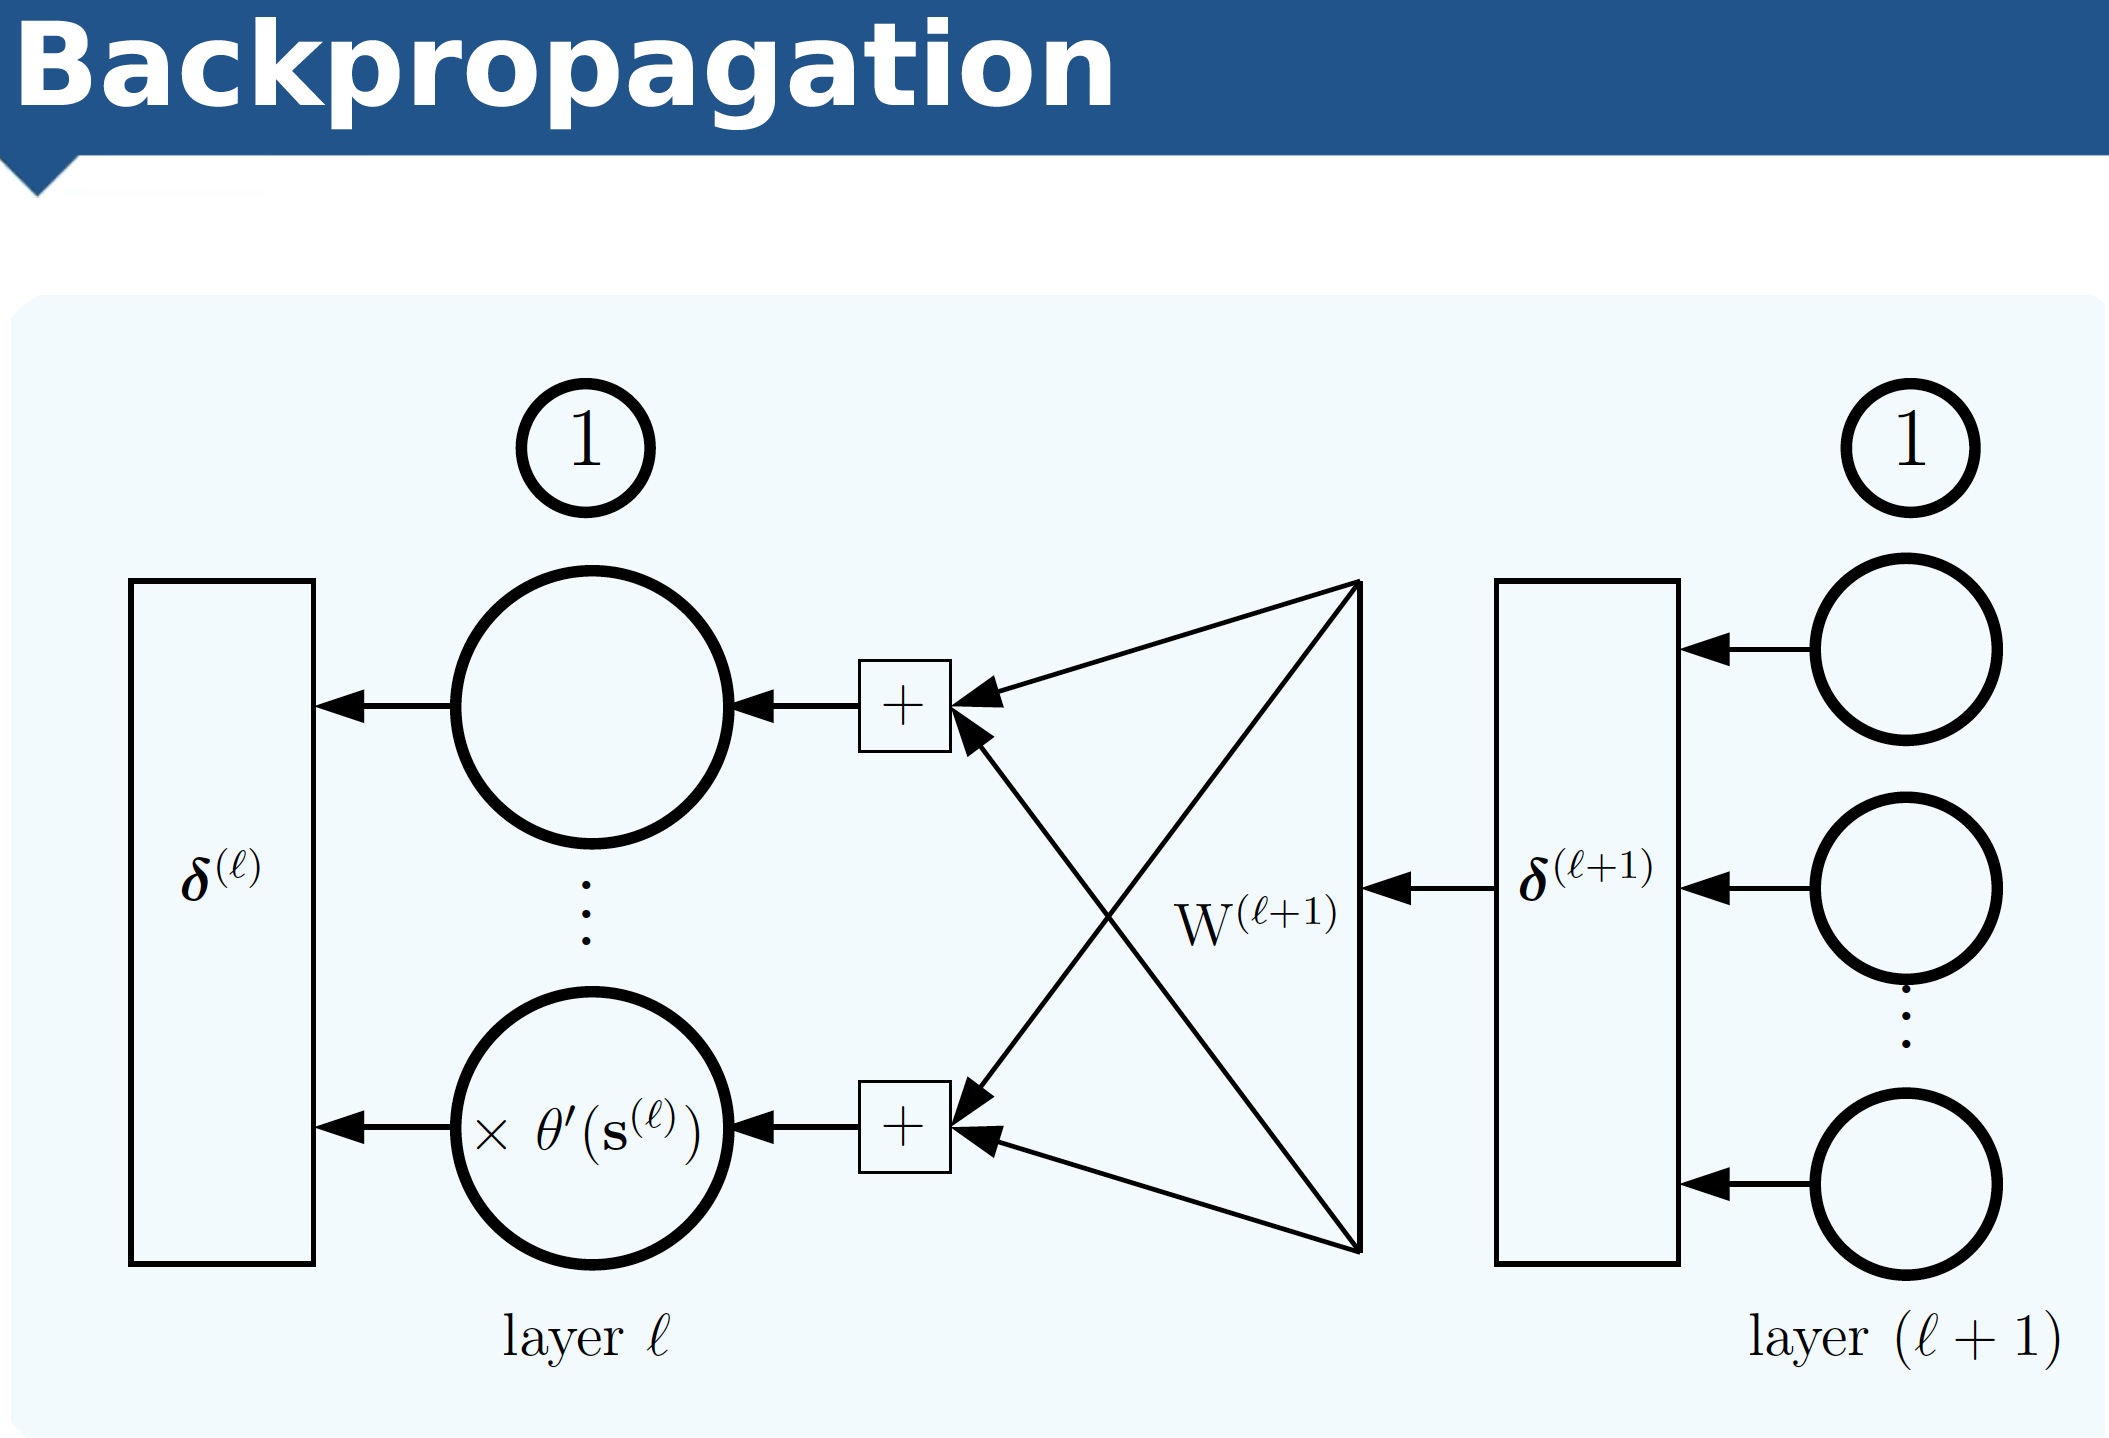 Backpropagation
1
1
+
δ^(ℓ)
δ^(ℓ+1)
W^(ℓ+1)
× θ′(s^(ℓ))
+
layer ℓ
layer (ℓ + 1)